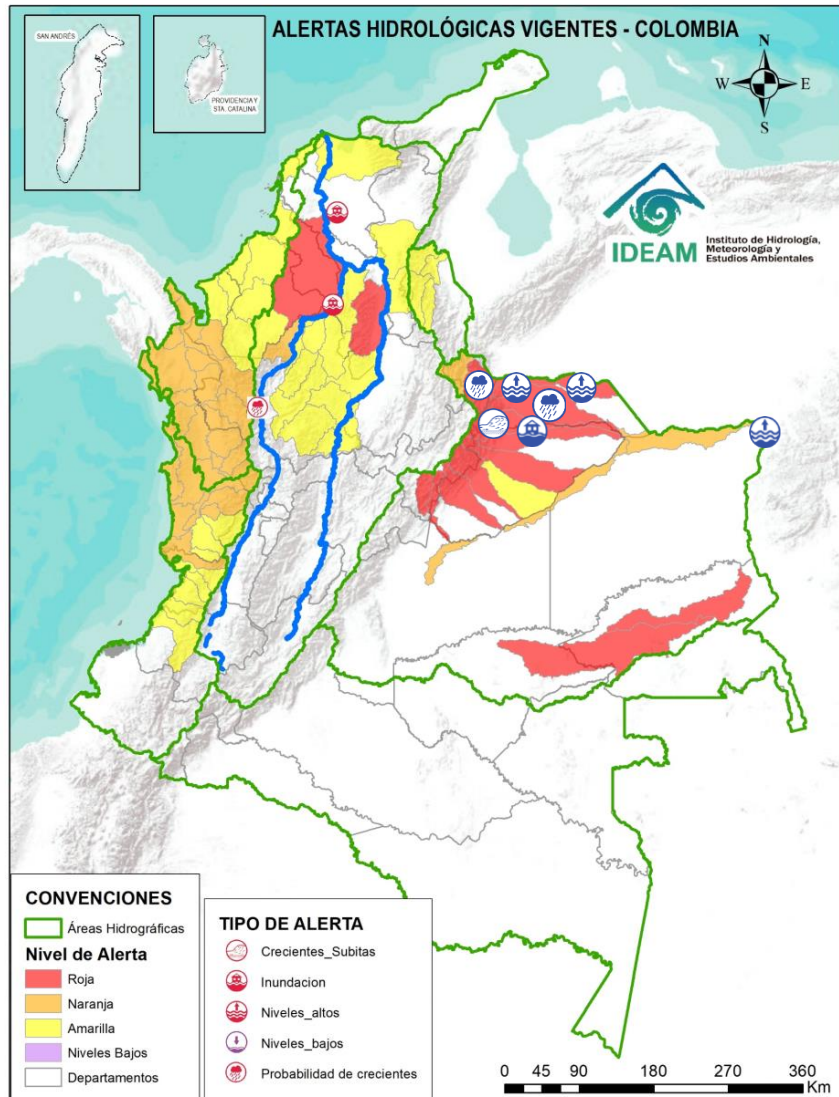 ALERTAS HIDROLÓGICAS VIGENTES - COLOMBIA
SAN ANDRÉS
PROVIDENCIA Y
STA. CATALINA
N
W
E
S
IDEAM
Instituto de Hidrología,
Meteorología y
Estudios Ambientales
CONVENCIONES
Áreas Hidrográficas
Nivel de Alerta
Roja
Naranja
Amarilla
Niveles Bajos
Departamentos
TIPO DE ALERTA
Crecientes_Subitas
Inundacion
Niveles_altos
Niveles_bajos
Probabilidad de crecientes
0 45 90 180 270 360
Km